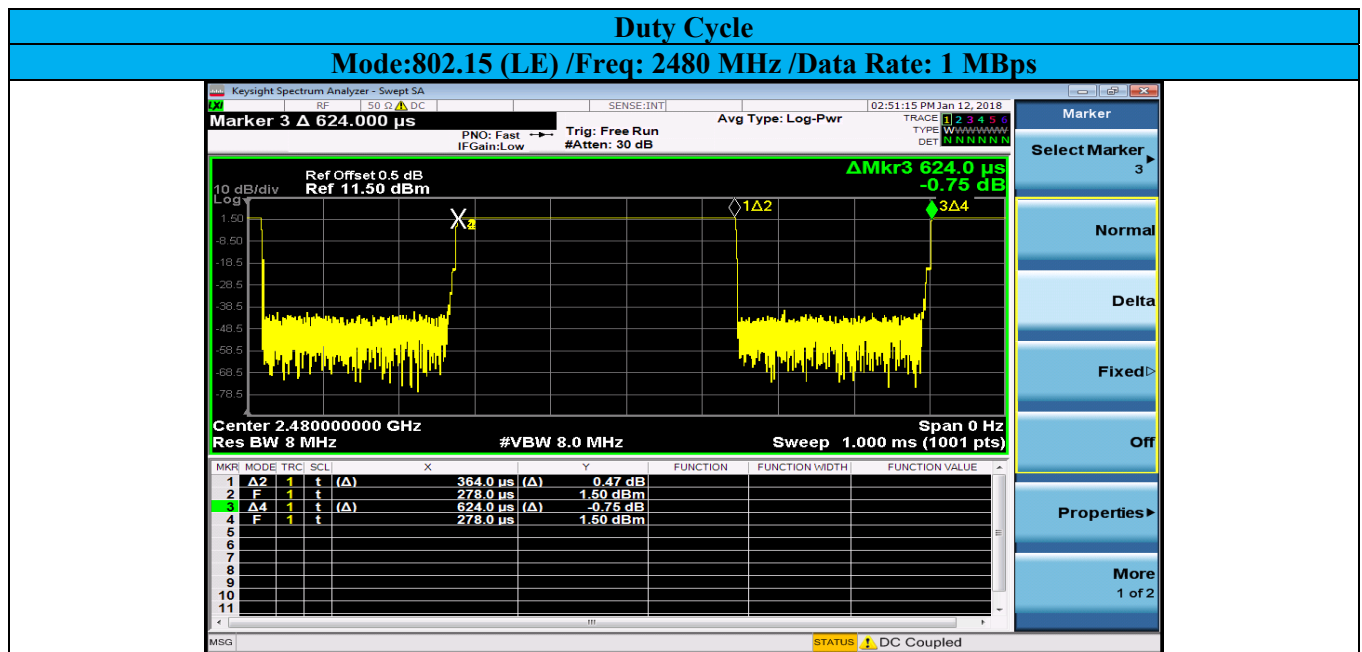 Duty Cycle
Mode:802.15 (LE) /Freq: 2480 MHz /Data Rate: 1 MBps
Keysight Spectrum Analyzer - Swept SA
LXI RF 50 Ω DC SENSE:INT 02:51:15 PM Jan 12, 2018
Marker 3 Δ 624.000 µs
PNO: Fast
IFGain:Low
Trig: Free Run
#Atten: 30 dB
Avg Type: Log-Pwr
TRACE 1 2 3 4 5 6
TYPE WWWWWW
DET N N N N N N
ΔMkr3 624.0 µs
-0.75 dB
Ref Offset 0.5 dB
10 dB/div Ref 11.50 dBm
Log
1.50
-8.50
-18.5
-28.5
-38.5
-48.5
-58.5
-68.5
-78.5
1Δ2
3Δ4
Center 2.480000000 GHz Span 0 Hz
Res BW 8 MHz #VBW 8.0 MHz Sweep 1.000 ms (1001 pts)
MKR MODE TRC SCL X Y FUNCTION FUNCTION WIDTH FUNCTION VALUE
1 Δ2 1 t (Δ) 364.0 µs (Δ) 0.47 dB
2 F 1 t 278.0 µs 1.50 dBm
3 Δ4 1 t (Δ) 624.0 µs (Δ) -0.75 dB
4 F 1 t 278.0 µs 1.50 dBm
5
6
7
8
9
10
11
MSG STATUS DC Coupled
Marker
Select Marker
3
Normal
Delta
Fixed
Off
Properties
More
1 of 2